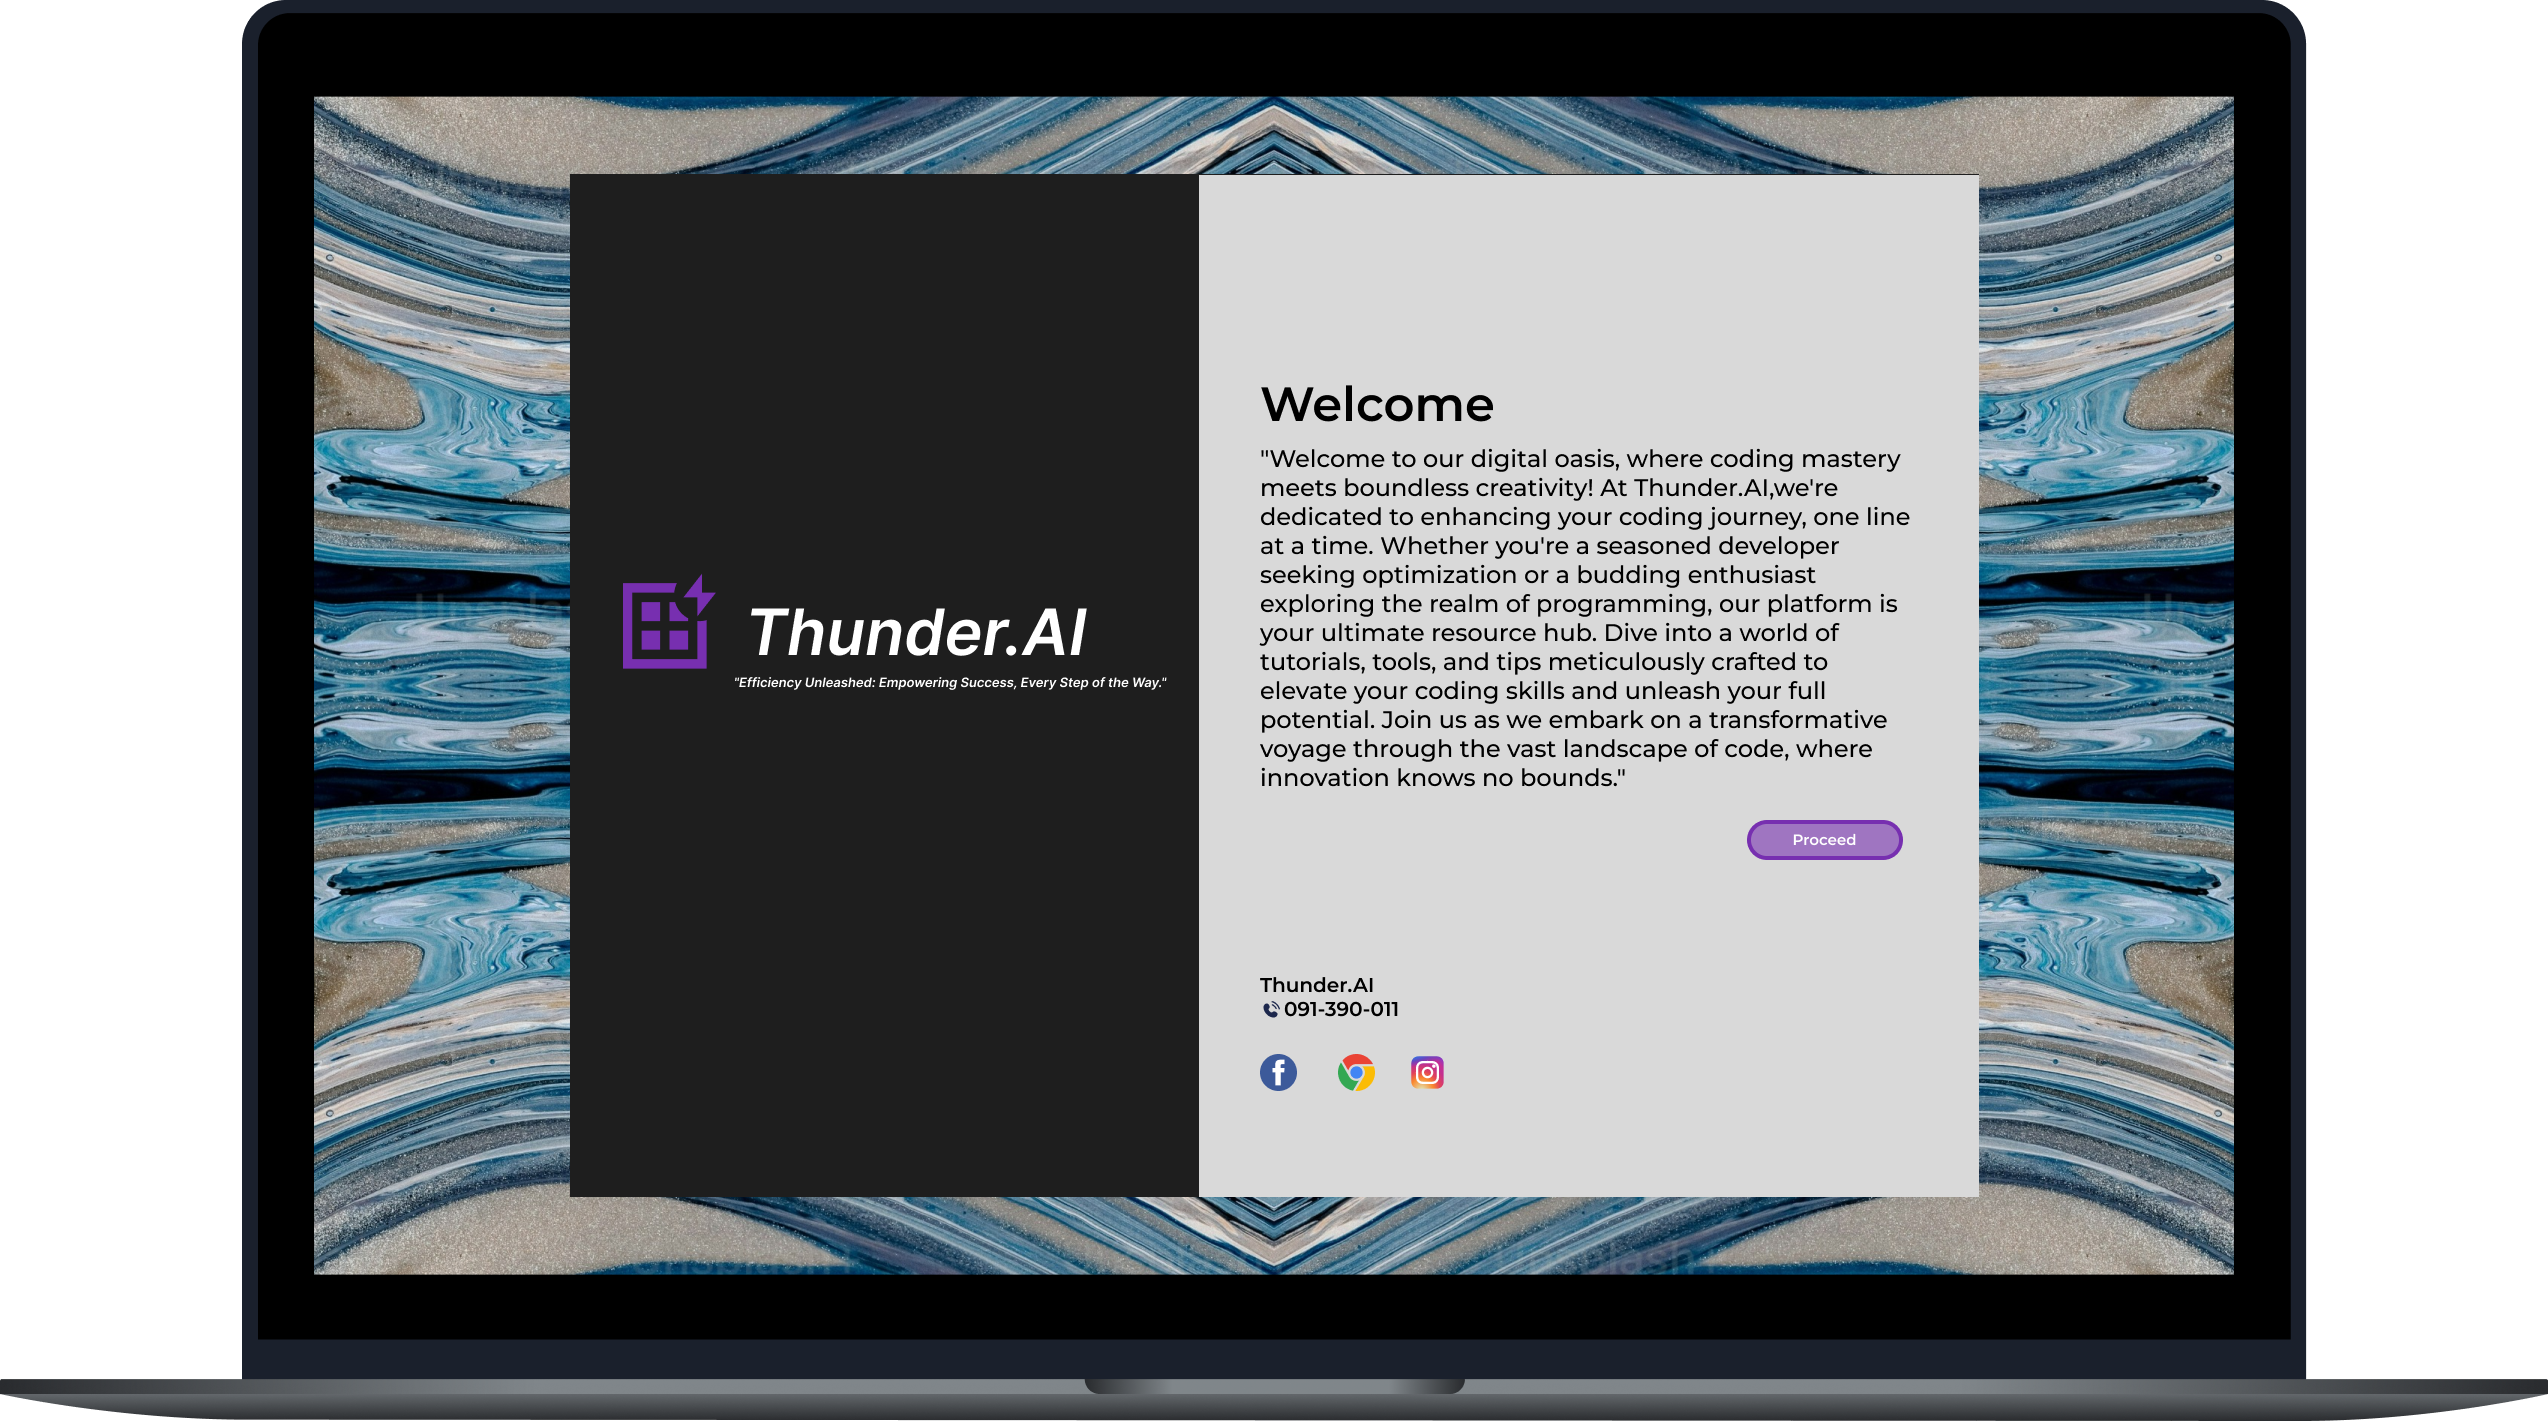 Thunder.AI
"Efficiency Unleashed: Empowering Success, Every Step of the Way."
Welcome
"Welcome to our digital oasis, where coding mastery
meets boundless creativity! At Thunder.AI,we're
dedicated to enhancing your coding journey, one line
at a time. Whether you're a seasoned developer
seeking optimization or a budding enthusiast
exploring the realm of programming, our platform is
your ultimate resource hub. Dive into a world of
tutorials, tools, and tips meticulously crafted to
elevate your coding skills and unleash your full
potential. Join us as we embark on a transformative
voyage through the vast landscape of code, where
innovation knows no bounds."
Proceed
Thunder.AI
091-390-011